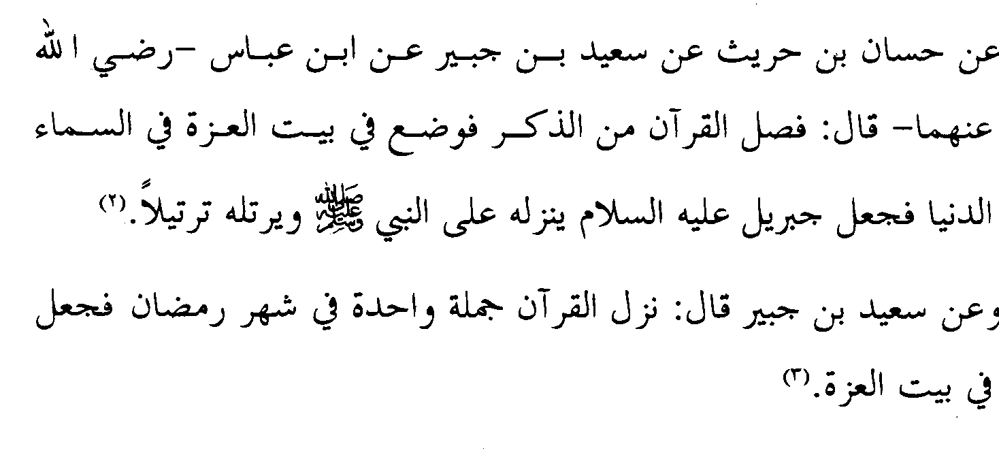 عن حسان بن حريث عن سعيد بن جبير عن ابن عباس -رضي الله
عنهما- قال: فصل القرآن من الذكر فوضع في بيت العزة في السماء
الدنيا فجعل جبريل عليه السلام ينزله على النبي ﷺ ويرتله ترتيلاً.(٢)
وعن سعيد بن جبير قال: نزل القرآن جملة واحدة في شهر رمضان فجعل
في بيت العزة.(٣)